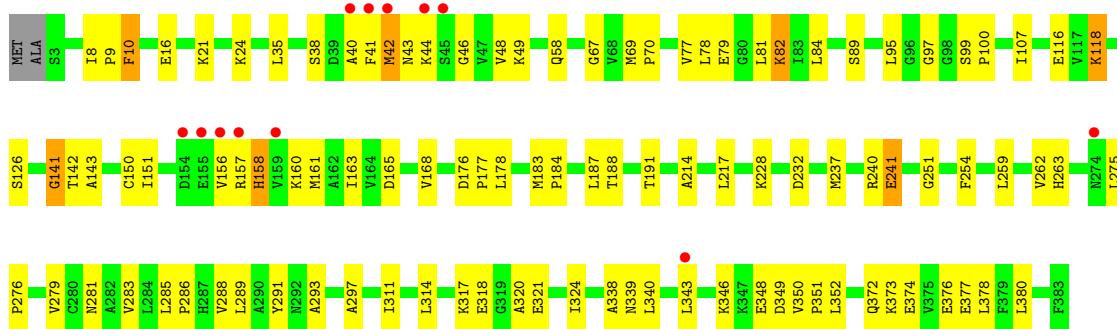 MET ALA S3 I8 P9 F10 E16 K21 K24 L35 S38 D39 A40 F41 M42 N43 K44 S45 G46 V47 V48 K49 Q58 G67 V68 M69 P70 V77 L78 E79 G80 L81 K82 I83 L84 S89 L95 G96 G97 G98 S99 P100 I107 E116 V117 K118
S126 G141 T142 A143 C150 I151 D154 E155 V156 R157 H158 V159 K160 M161 A162 I163 V164 D165 V168 D176 P177 L178 M183 P184 L187 T188 T191 A214 L217 K228 D232 M237 R240 E241 G251 F254 L259 V262 H263 N274 L275
P276 V279 C280 N281 A282 V283 L284 L285 P286 H287 V288 L289 A290 Y291 N292 A293 A297 I311 L314 K317 E318 G319 A320 E321 I324 A338 N339 L340 L343 K346 K347 E348 D349 V350 P351 L352 Q372 K373 E374 V375 E376 E377 L378 F379 L380 F383